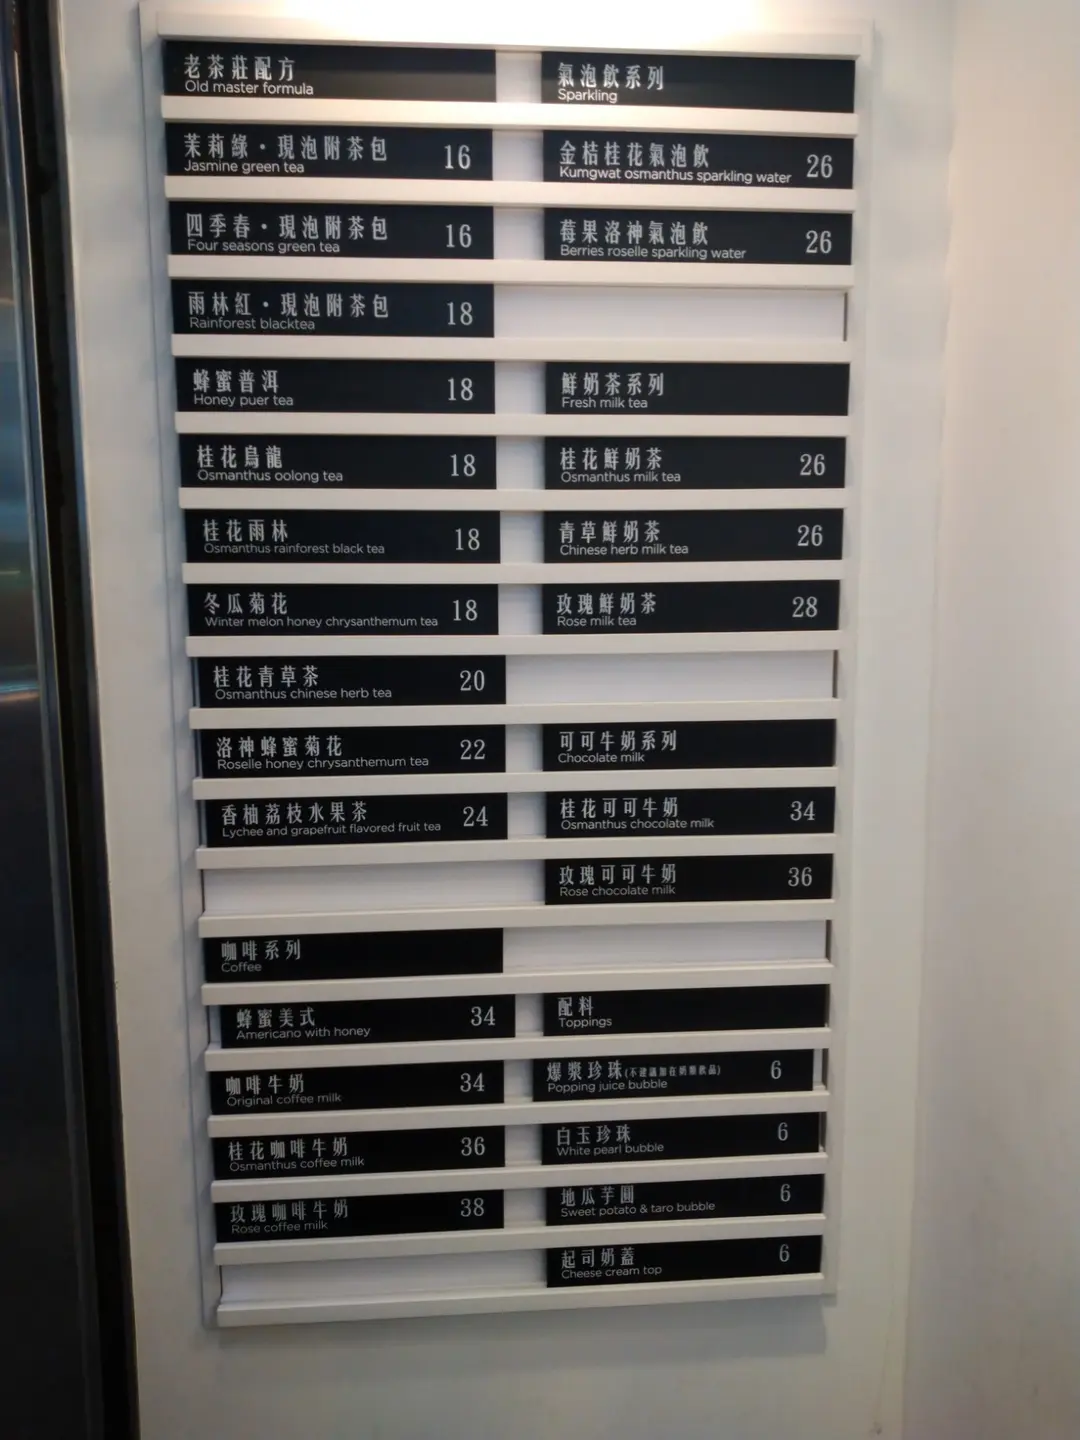 老茶莊配方
Old master formula
茉莉綠·現泡附茶包 16
Jasmine green tea
四季春·現泡附茶包 16
Four seasons green tea
雨林紅·現泡附茶包 18
Rainforest blacktea
蜂蜜普洱 18
Honey puer tea
桂花烏龍 18
Osmanthus oolong tea
桂花雨林 18
Osmanthus rainforest black tea
冬瓜菊花 18
Winter melon honey chrysanthemum tea
桂花青草茶 20
Osmanthus chinese herb tea
洛神蜂蜜菊花 22
Roselle honey chrysanthemum tea
香柚荔枝水果茶 24
Lychee and grapefruit flavored fruit tea
咖啡系列
Coffee
蜂蜜美式 34
Americano with honey
咖啡牛奶 34
Original coffee milk
桂花咖啡牛奶 36
Osmanthus coffee milk
玫瑰咖啡牛奶 38
Rose coffee milk
氣泡飲系列
Sparkling
金桔桂花氣泡飲 26
Kumgwat osmanthus sparkling water
莓果洛神氣泡飲 26
Berries roselle sparkling water
鮮奶茶系列
Fresh milk tea
桂花鮮奶茶 26
Osmanthus milk tea
青草鮮奶茶 26
Chinese herb milk tea
玫瑰鮮奶茶 28
Rose milk tea
可可牛奶系列
Chocolate milk
桂花可可牛奶 34
Osmanthus chocolate milk
玫瑰可可牛奶 36
Rose chocolate milk
配料
Toppings
爆漿珍珠(不建議加在奶類飲品) 6
Popping juice bubble
白玉珍珠 6
White pearl bubble
地瓜芋圓 6
Sweet potato & taro bubble
起司奶蓋 6
Cheese cream top